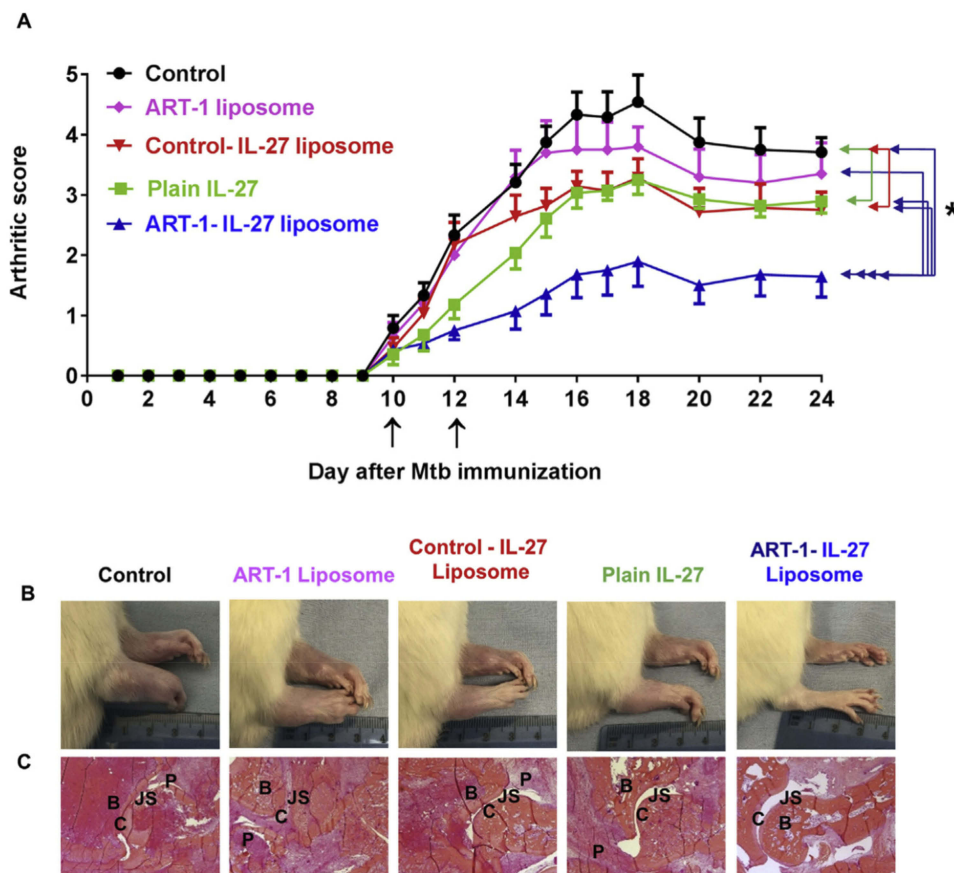 A
Control
ART-1 liposome
Control- IL-27 liposome
Plain IL-27
ART-1- IL-27 liposome
Arthritic score
5
4
3
2
1
0
0 2 4 6 8 10 12 14 16 18 20 22 24
*
Day after Mtb immunization
B
Control
ART-1 Liposome
Control - IL-27
Liposome
Plain IL-27
ART-1- IL-27
Liposome
C
B JS P C
B JS C P
B JS P C
B JS C P
JS C B